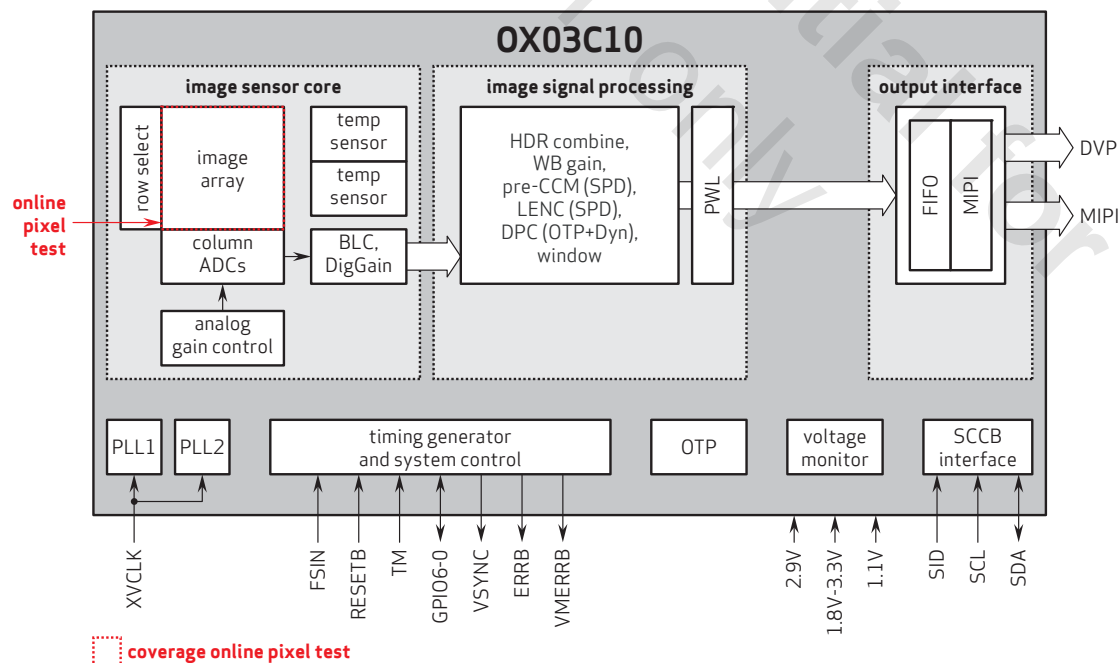 OX03C10
image sensor core
image signal processing
output interface
row select
image
array
temp
sensor
temp
sensor
online
pixel
test
column
ADCs
BLC,
DigGain
analog
gain control
HDR combine,
WB gain,
pre-CCM (SPD),
LENC (SPD),
DPC (OTP+Dyn),
window
PWL
FIFO
MIPI
DVP
MIPI
PLL1
PLL2
timing generator
and system control
OTP
voltage
monitor
SCCB
interface
XVCLK
FSIN
RESETB
TM
GPIO6-0
VSYNC
ERRB
VMERRB
2.9V
1.8V-3.3V
1.1V
SID
SCL
SDA
coverage online pixel test
only
for